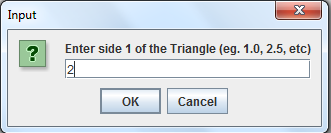 Input
Enter side 1 of the Triangle (eg. 1.0, 2.5, etc)
2
OK Cancel